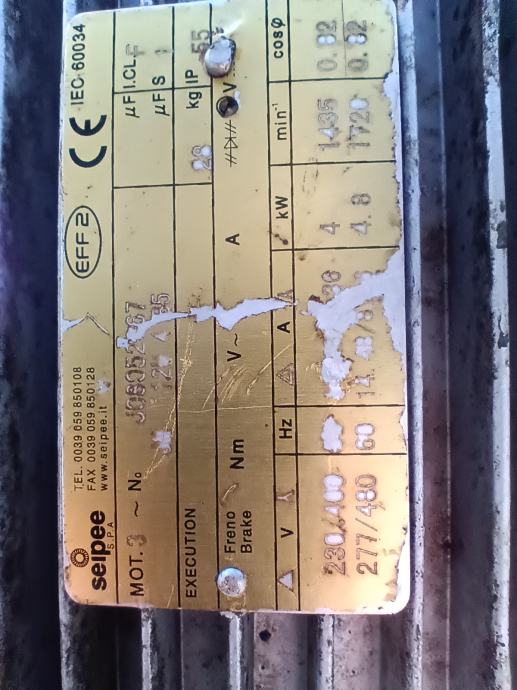 seipee
S.P.A.
TEL. 0039 059 850108
FAX 0039 059 850128
www.seipee.it
EFF2
CE IEC 60034
MOT. 3 ~ No
µF I.CL. F
µF S 1
EXECUTION
28 kg IP 55
Freno
Brake
Nm V~ A V
△ V Y Hz △ A kW min⁻¹ cosφ
230/400 4 1435 0.82
277/480 60 4.8 1720 0.82